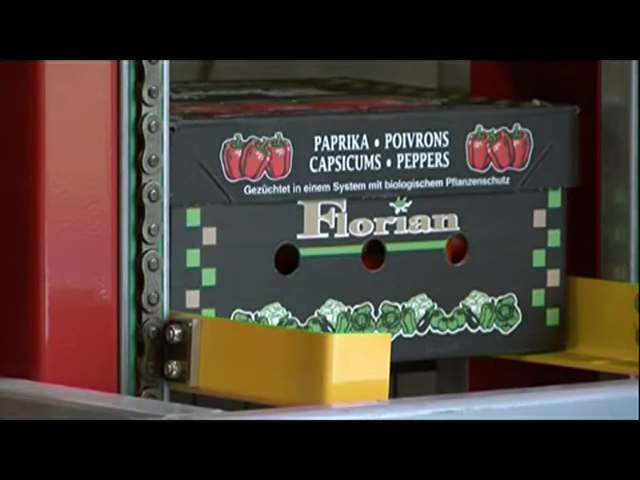 PAPRIKA • POIVRONS
CAPSICUMS • PEPPERS
Gezüchtet in einem System mit biologischem Pflanzenschutz
Florian